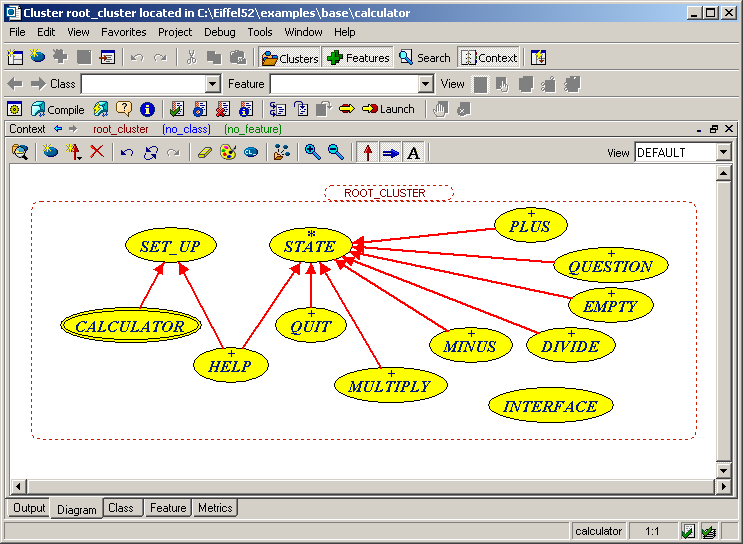 Cluster root_cluster located in C:\Eiffel52\examples\base\calculator
File Edit View Favorites Project Debug Tools Window Help
Clusters Features Search Context
Class Feature View
Compile Launch
Context root_cluster (no_class) (no_feature)
View DEFAULT
ROOT_CLUSTER
+
PLUS
SET_UP
*
STATE
+
QUESTION
+
EMPTY
CALCULATOR
+
QUIT
+
MINUS
+
DIVIDE
+
HELP
+
MULTIPLY
INTERFACE
Output Diagram Class Feature Metrics
calculator 1:1